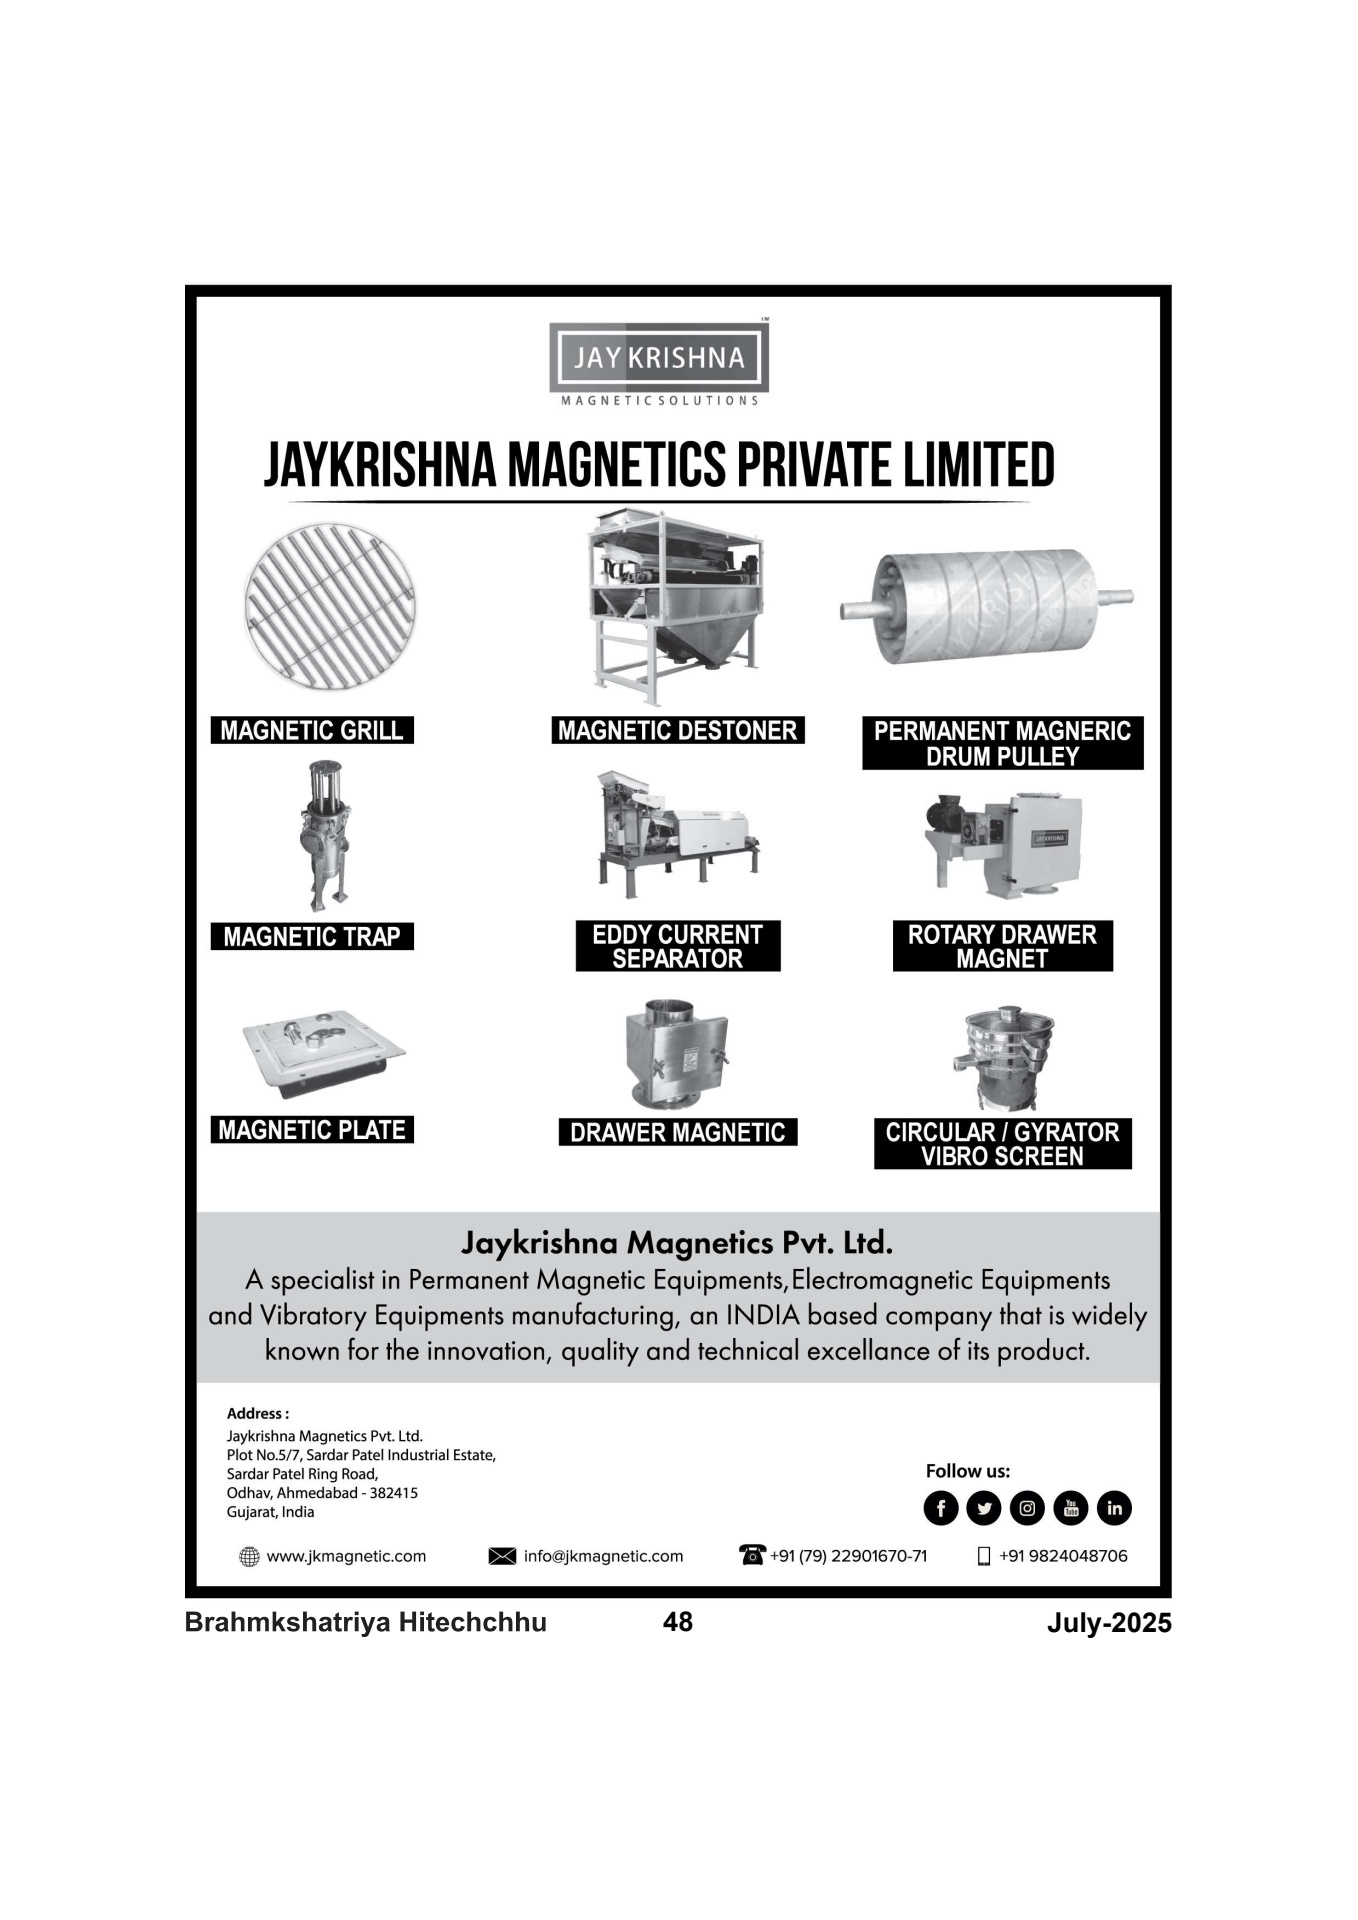 TM
JAY KRISHNA
MAGNETIC SOLUTIONS
JAYKRISHNA MAGNETICS PRIVATE LIMITED
MAGNETIC GRILL
MAGNETIC DESTONER
PERMANENT MAGNERIC
DRUM PULLEY
JAY KRISHNA
MAGNETIC TRAP
EDDY CURRENT
SEPARATOR
ROTARY DRAWER
MAGNET
MAGNETIC PLATE
DRAWER MAGNETIC
CIRCULAR / GYRATOR
VIBRO SCREEN
Jaykrishna Magnetics Pvt. Ltd.
A specialist in Permanent Magnetic Equipments,Electromagnetic Equipments
and Vibratory Equipments manufacturing, an INDIA based company that is widely
known for the innovation, quality and technical excellance of its product.
Address :
Jaykrishna Magnetics Pvt. Ltd.
Plot No.5/7, Sardar Patel Industrial Estate,
Sardar Patel Ring Road,
Odhav, Ahmedabad - 382415
Gujarat, India
Follow us:
You Tube
www.jkmagnetic.com
info@jkmagnetic.com
+91 (79) 22901670-71
+91 9824048706
Brahmkshatriya Hitechchhu
48
July-2025